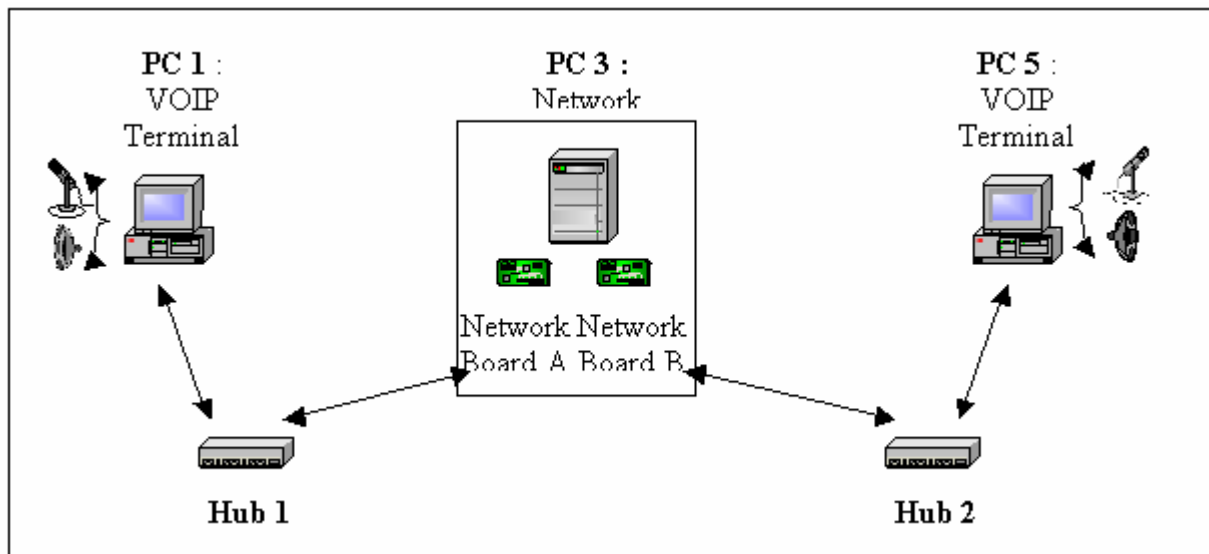 PC 1 :
VOIP
Terminal
PC 3 :
Network
Network Network
Board A Board B
PC 5 :
VOIP
Terminal
Hub 1
Hub 2